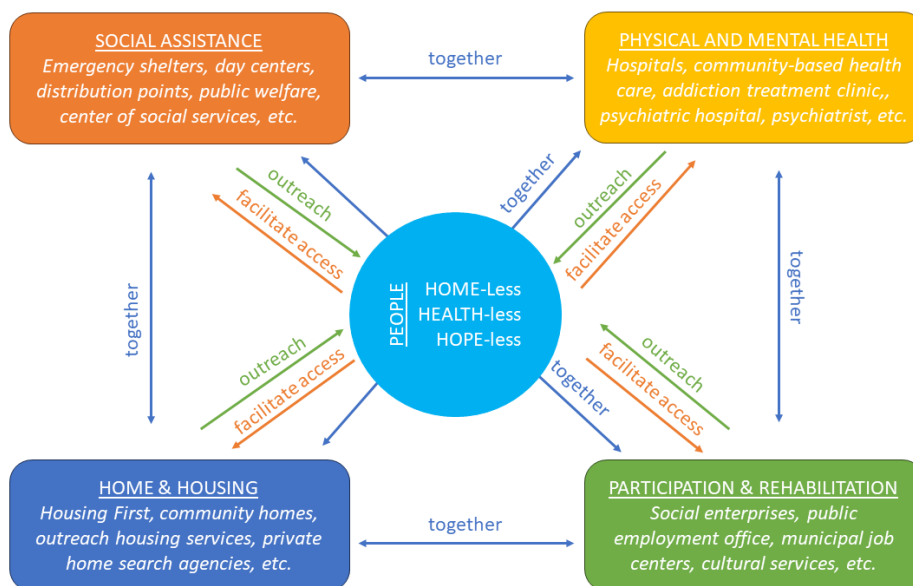 SOCIAL ASSISTANCE
Emergency shelters, day centers,
distribution points, public welfare,
center of social services, etc.
together
PHYSICAL AND MENTAL HEALTH
Hospitals, community-based health
care, addiction treatment clinic,,
psychiatric hospital, psychiatrist, etc.
outreach
facilitate access
together
outreach
facilitate access
together
together
PEOPLE
HOME-Less
HEALTH-less
HOPE-less
outreach
facilitate access
together
outreach
facilitate access
HOME & HOUSING
Housing First, community homes,
outreach housing services, private
home search agencies, etc.
together
PARTICIPATION & REHABILITATION
Social enterprises, public
employment office, municipal job
centers, cultural services, etc.